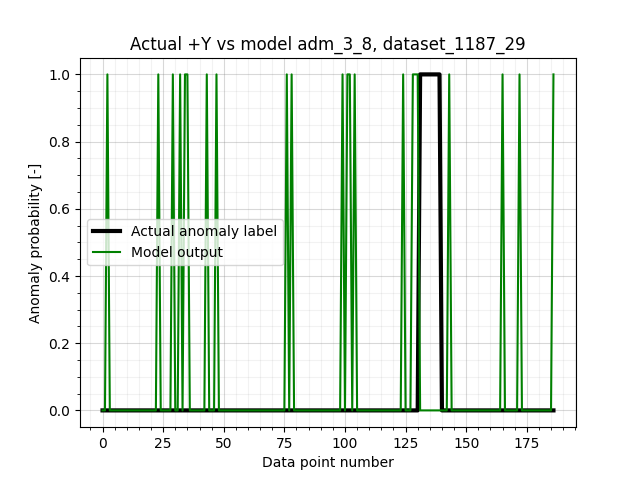 Actual +Y vs model adm_3_8, dataset_1187_29
Anomaly probability [-]
1.0
0.8
0.6
0.4
0.2
0.0
Actual anomaly label
Model output
0 25 50 75 100 125 150 175
Data point number